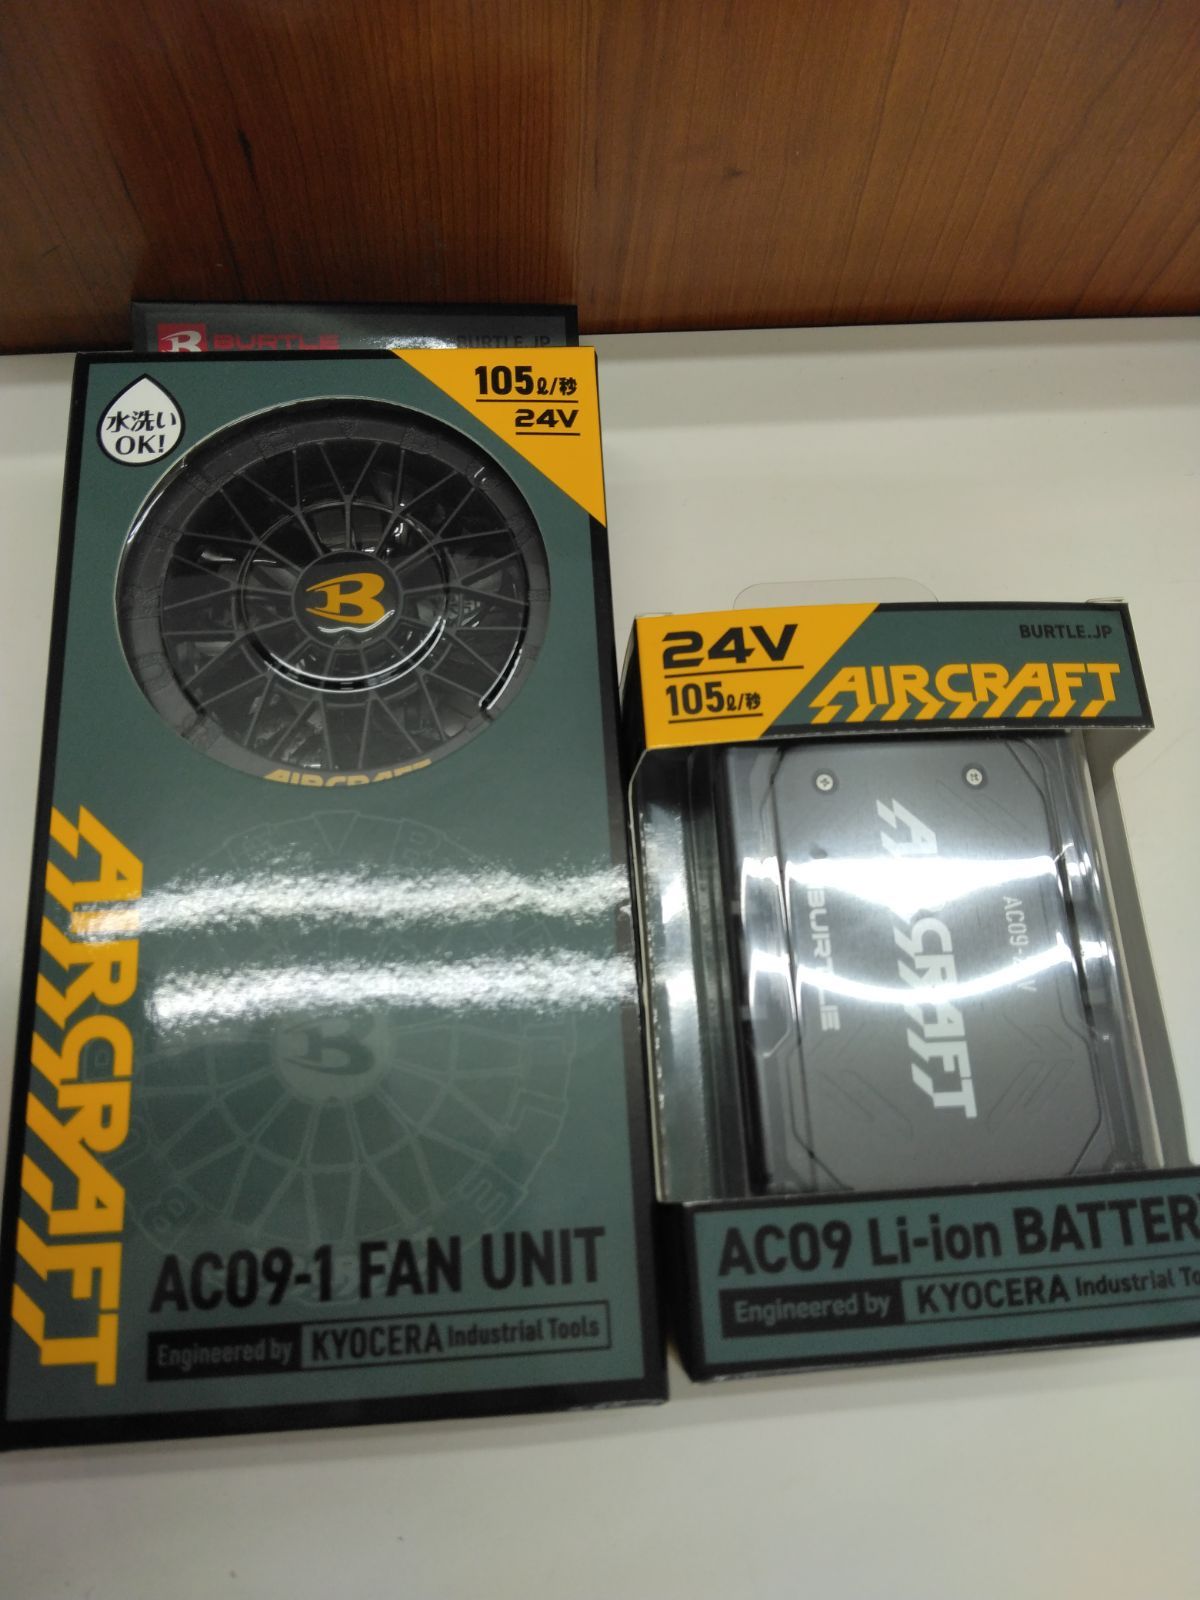 BURTLE
BURTLE.JP
水洗い
OK!
105ℓ/秒
24V
B
AIRCRAFT
AIRCRAFT
B
AC09-1 FAN UNIT
Engineered by KYOCERA Industrial Tools
24V
105ℓ/秒
BURTLE.JP
AIRCRAFT
AIRCRAFT
BURTLE
AC09 Li-ion BATTER
Engineered by KYOCERA Industrial To